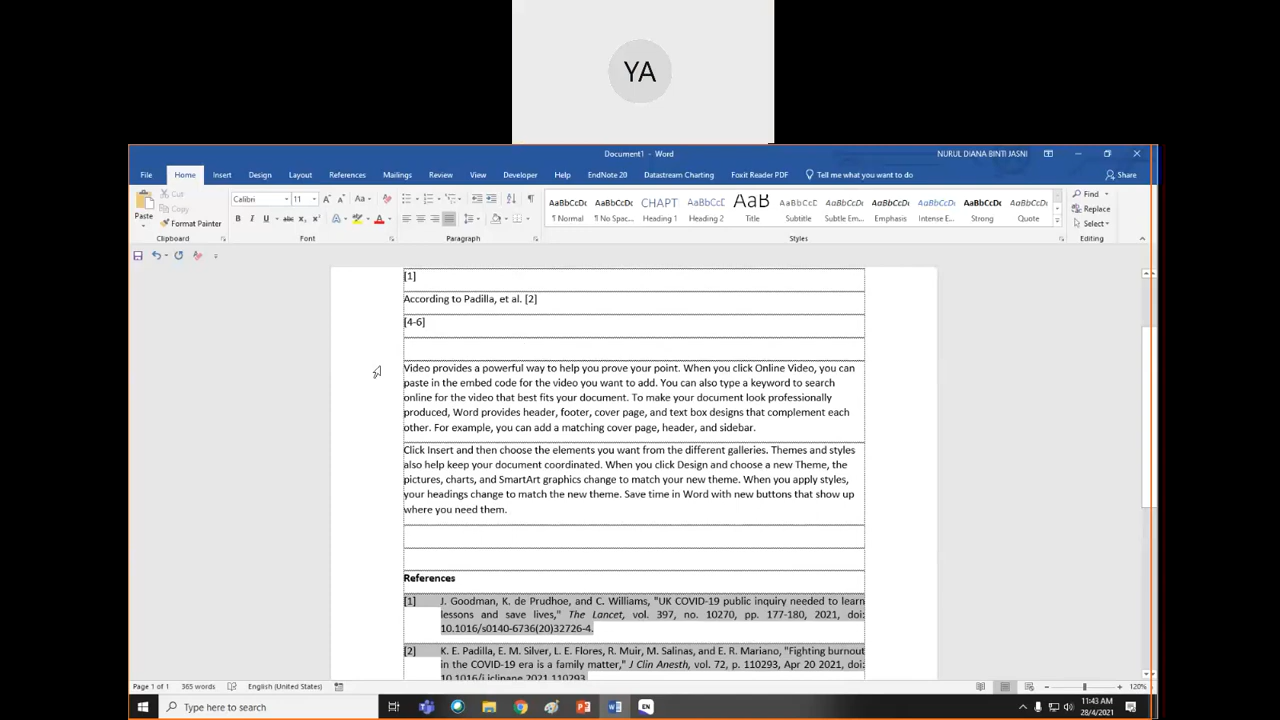 YA
Document1 - Word
NURUL DIANA BINTI JASNI
File Home Insert Design Layout References Mailings Review View Developer Help EndNote 20 Datastream Charting Foxit Reader PDF Tell me what you want to do Share
Cut
Copy
Paste
Format Painter
Calibri 11
AaBbCcDc AaBbCcDc CHAPT AaBbCcD AaB AaBbCcD AaBbCcDc AaBbCcDc AaBbCcDc AaBbCcDc AaBbCcDc
¶ Normal ¶ No Spac... Heading 1 Heading 2 Title Subtitle Subtle Em... Emphasis Intense E... Strong Quote
Find
Replace
Select
Clipboard Font Paragraph Styles Editing
[1]
According to Padilla, et al. [2]
[4-6]
Video provides a powerful way to help you prove your point. When you click Online Video, you can
paste in the embed code for the video you want to add. You can also type a keyword to search
online for the video that best fits your document. To make your document look professionally
produced, Word provides header, footer, cover page, and text box designs that complement each
other. For example, you can add a matching cover page, header, and sidebar.
Click Insert and then choose the elements you want from the different galleries. Themes and styles
also help keep your document coordinated. When you click Design and choose a new Theme, the
pictures, charts, and SmartArt graphics change to match your new theme. When you apply styles,
your headings change to match the new theme. Save time in Word with new buttons that show up
where you need them.
References
[1] J. Goodman, K. de Prudhoe, and C. Williams, "UK COVID-19 public inquiry needed to learn
lessons and save lives," The Lancet, vol. 397, no. 10270, pp. 177-180, 2021, doi:
10.1016/s0140-6736(20)32726-4.
[2] K. E. Padilla, E. M. Silver, L. E. Flores, R. Muir, M. Salinas, and E. R. Mariano, "Fighting burnout
in the COVID-19 era is a family matter," J Clin Anesth, vol. 72, p. 110293, Apr 20 2021, doi:
10.1016/j.jclinane.2021.110293.
Page 1 of 1 365 words English (United States) 120%
Type here to search
11:43 AM
28/4/2021